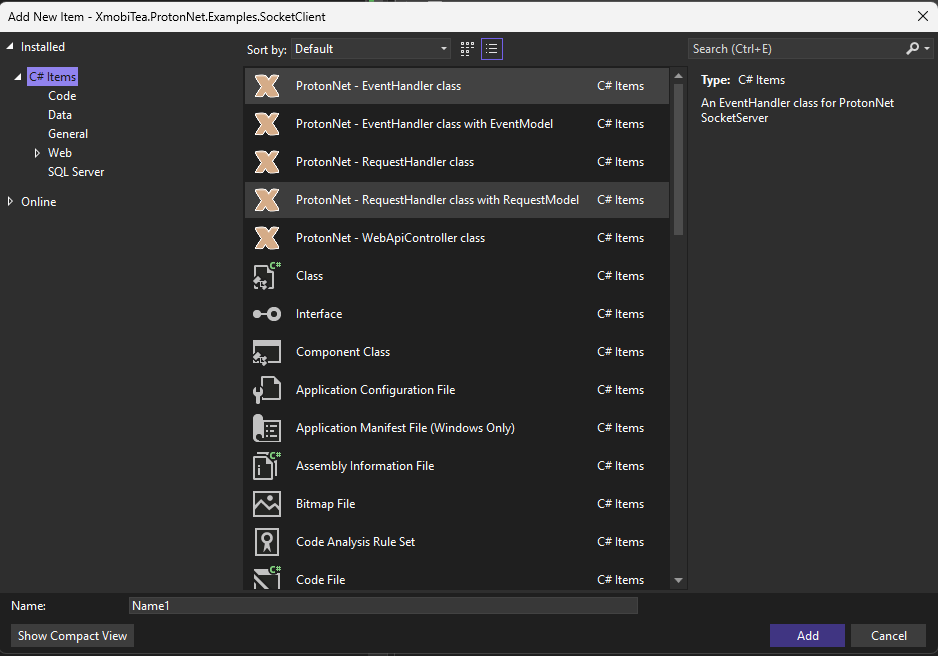 Add New Item - XmobiTea.ProtonNet.Examples.SocketClient
Installed
C# Items
Code
Data
General
Web
SQL Server
Online
Sort by: Default
Search (Ctrl+E)
ProtonNet - EventHandler class C# Items
ProtonNet - EventHandler class with EventModel C# Items
ProtonNet - RequestHandler class C# Items
ProtonNet - RequestHandler class with RequestModel C# Items
ProtonNet - WebApiController class C# Items
C# Class C# Items
Interface C# Items
Component Class C# Items
Application Configuration File C# Items
Application Manifest File (Windows Only) C# Items
C# Assembly Information File C# Items
Bitmap File C# Items
Code Analysis Rule Set C# Items
C# Code File C# Items
Type: C# Items
An EventHandler class for ProtonNet
SocketServer
Name: Name1
Show Compact View
Add Cancel